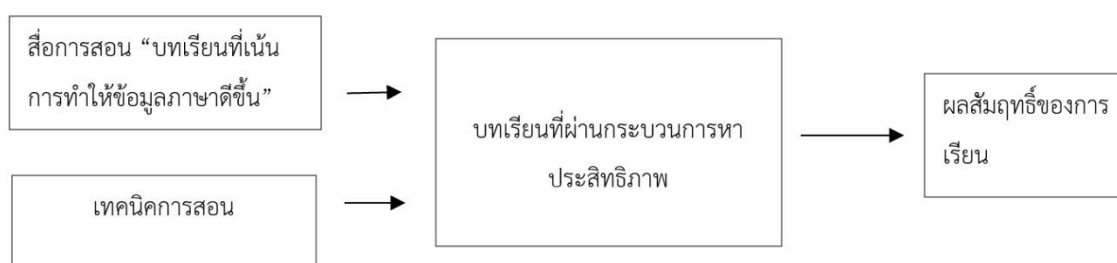 สื่อการสอน “บทเรียนที่เน้น
การทำให้ข้อมูลภาษาดีขึ้น”
เทคนิคการสอน
บทเรียนที่ผ่านกระบวนการหา
ประสิทธิภาพ
ผลสัมฤทธิ์ของการ
เรียน